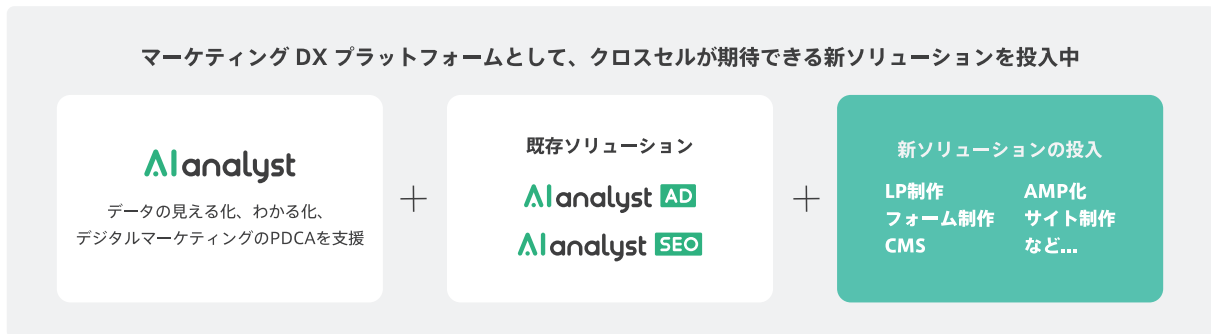 マーケティング DX プラットフォームとして、クロスセルが期待できる新ソリューションを投入中
AI analyst
データの見える化、わかる化、
デジタルマーケティングのPDCAを支援
+
既存ソリューション
AI analyst AD
AI analyst SEO
+
新ソリューションの投入
LP制作
フォーム制作
CMS
AMP化
サイト制作
など...